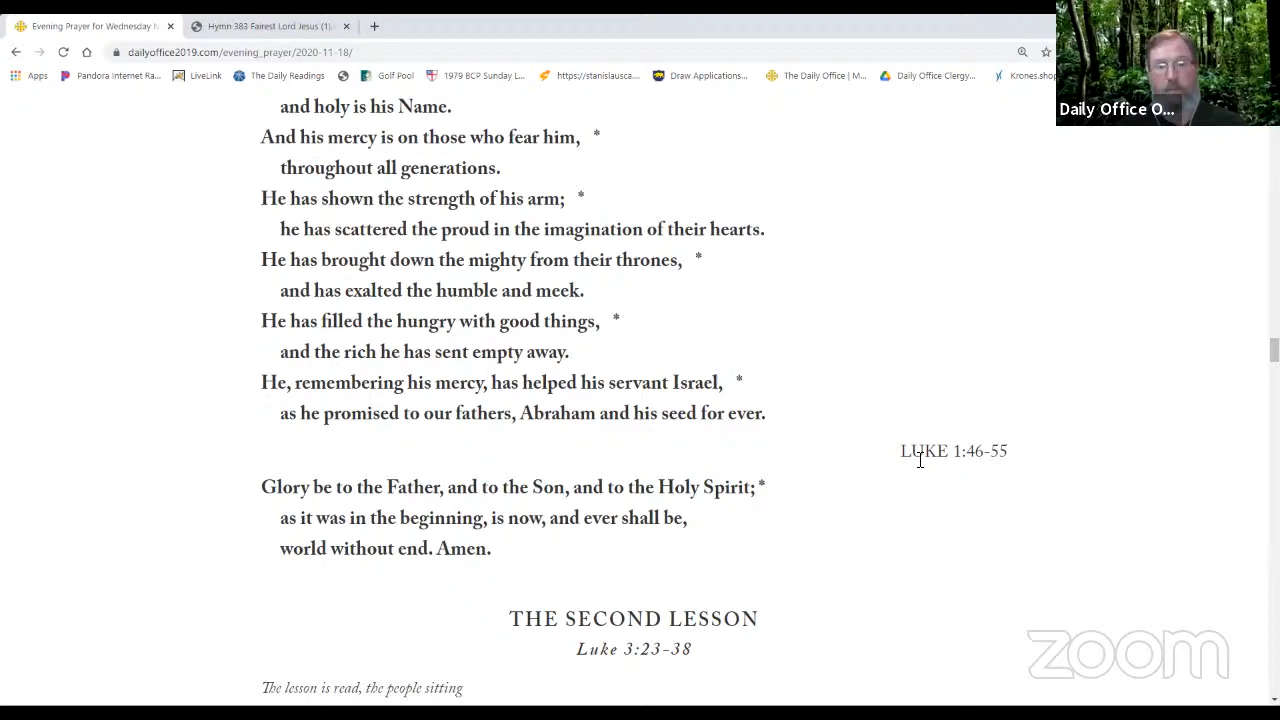 Evening Prayer for Wednesday N
Hymn 383 Fairest Lord Jesus (1)
dailyoffice2019.com/evening_prayer/2020-11-18/
Apps Pandora Internet Ra... LiveLink The Daily Readings Golf Pool 1979 BCP Sunday L... https://stanislausca... Draw Applications... The Daily Office | M... Daily Office Clergy... Krones.shop
Daily Office O...
and holy is his Name.
And his mercy is on those who fear him, *
throughout all generations.
He has shown the strength of his arm; *
he has scattered the proud in the imagination of their hearts.
He has brought down the mighty from their thrones, *
and has exalted the humble and meek.
He has filled the hungry with good things, *
and the rich he has sent empty away.
He, remembering his mercy, has helped his servant Israel, *
as he promised to our fathers, Abraham and his seed for ever.
LUKE 1:46-55
Glory be to the Father, and to the Son, and to the Holy Spirit; *
as it was in the beginning, is now, and ever shall be,
world without end. Amen.
THE SECOND LESSON
Luke 3:23-38
The lesson is read, the people sitting
zoom